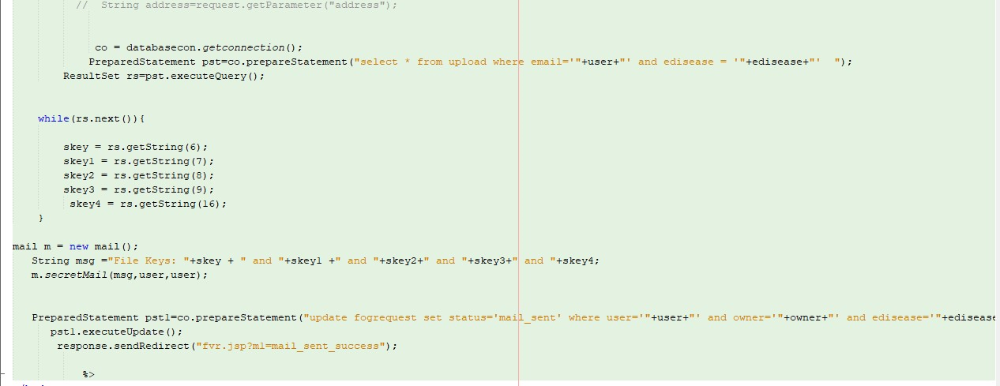 //  String address=request.getParameter("address");
co = databasecon.getconnection();
PreparedStatement pst=co.prepareStatement("select * from upload where email='"+user+"' and edisease = '"+edisease+"'  ");
ResultSet rs=pst.executeQuery();
while(rs.next()){
skey = rs.getString(6);
skey1 = rs.getString(7);
skey2 = rs.getString(8);
skey3 = rs.getString(9);
skey4 = rs.getString(16);
}
mail m = new mail();
String msg ="File Keys: "+skey + " and "+skey1 +" and "+skey2+" and "+skey3+" and "+skey4;
m.secretMail(msg,user,user);
PreparedStatement pst1=co.prepareStatement("update fogrequest set status='mail_sent' where user='"+user+"' and owner='"+owner+"' and edisease='"+edisease
pst1.executeUpdate();
response.sendRedirect("fvr.jsp?m1=mail_sent_success");
%>